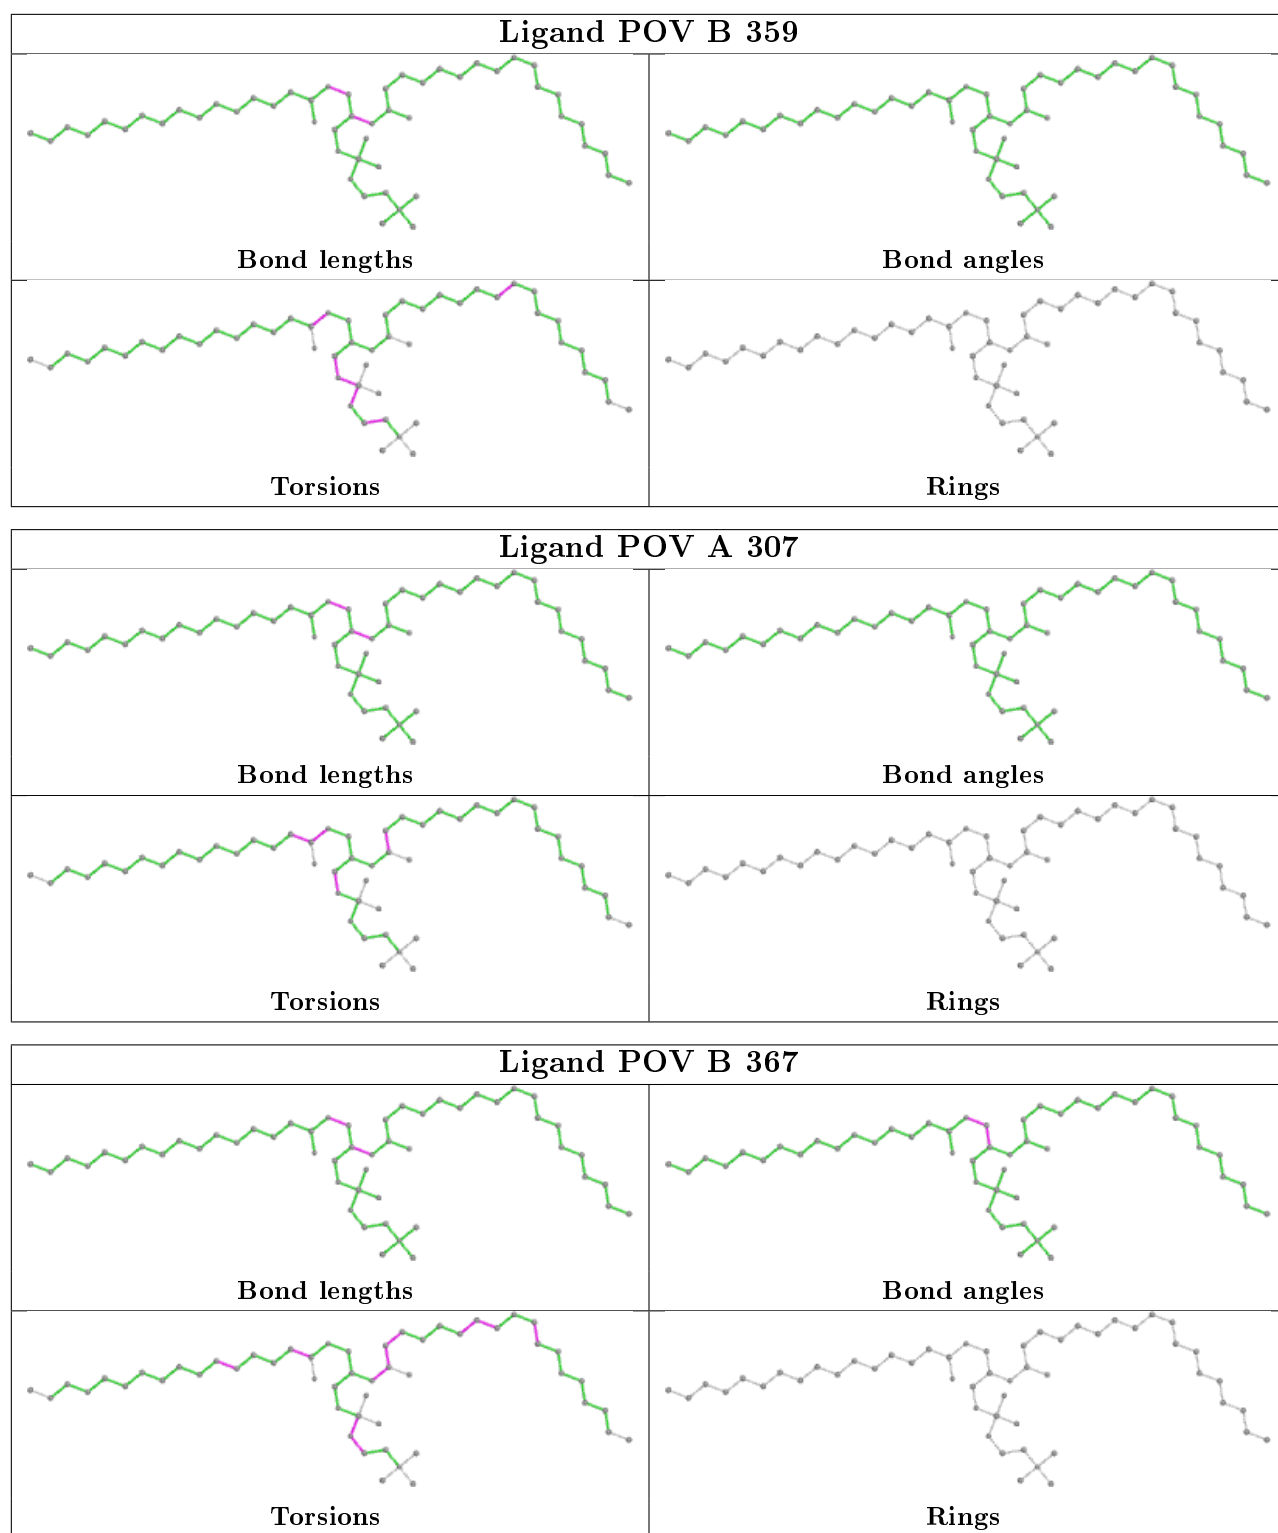 Ligand POV B 359
Bond lengths
Bond angles
Torsions
Rings
Ligand POV A 307
Bond lengths
Bond angles
Torsions
Rings
Ligand POV B 367
Bond lengths
Bond angles
Torsions
Rings